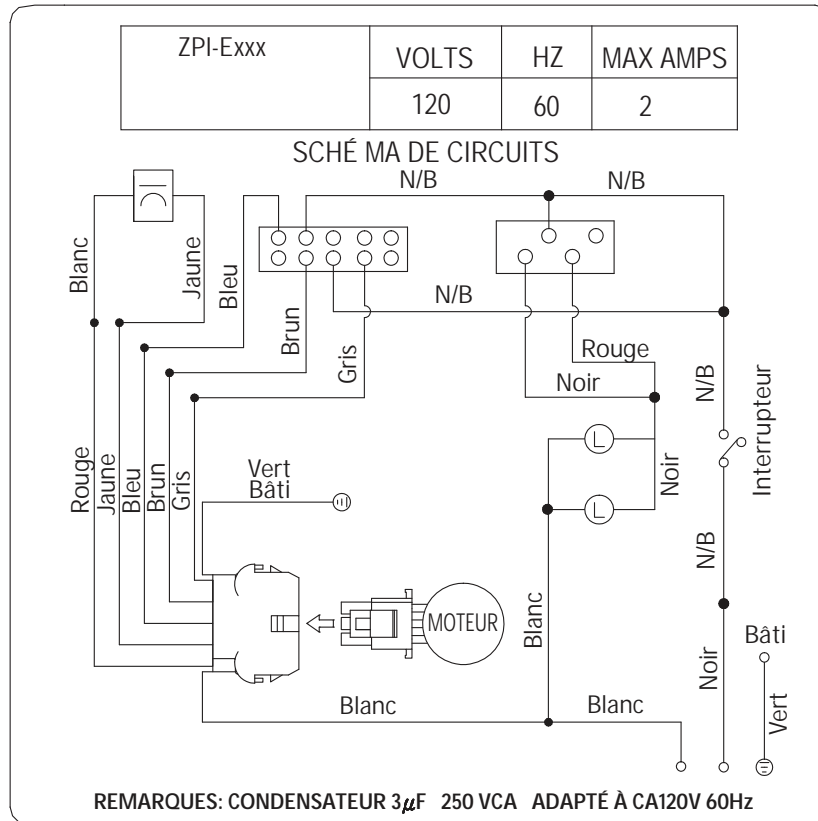 ZPI-Exxx
VOLTS HZ MAX AMPS
120 60 2
SCHÉ MA DE CIRCUITS
N/B N/B
Blanc
Jaune
Bleu
Brun
Gris
N/B
Rouge
Noir
N/B
Interrupteur
Rouge
Jaune
Bleu
Brun
Gris
Vert
Bâti
L
L
Noir
N/B
MOTEUR
Blanc
Noir
Bâti
Vert
Blanc Blanc
REMARQUES: CONDENSATEUR 3µF 250 VCA ADAPTÉ À CA120V 60Hz